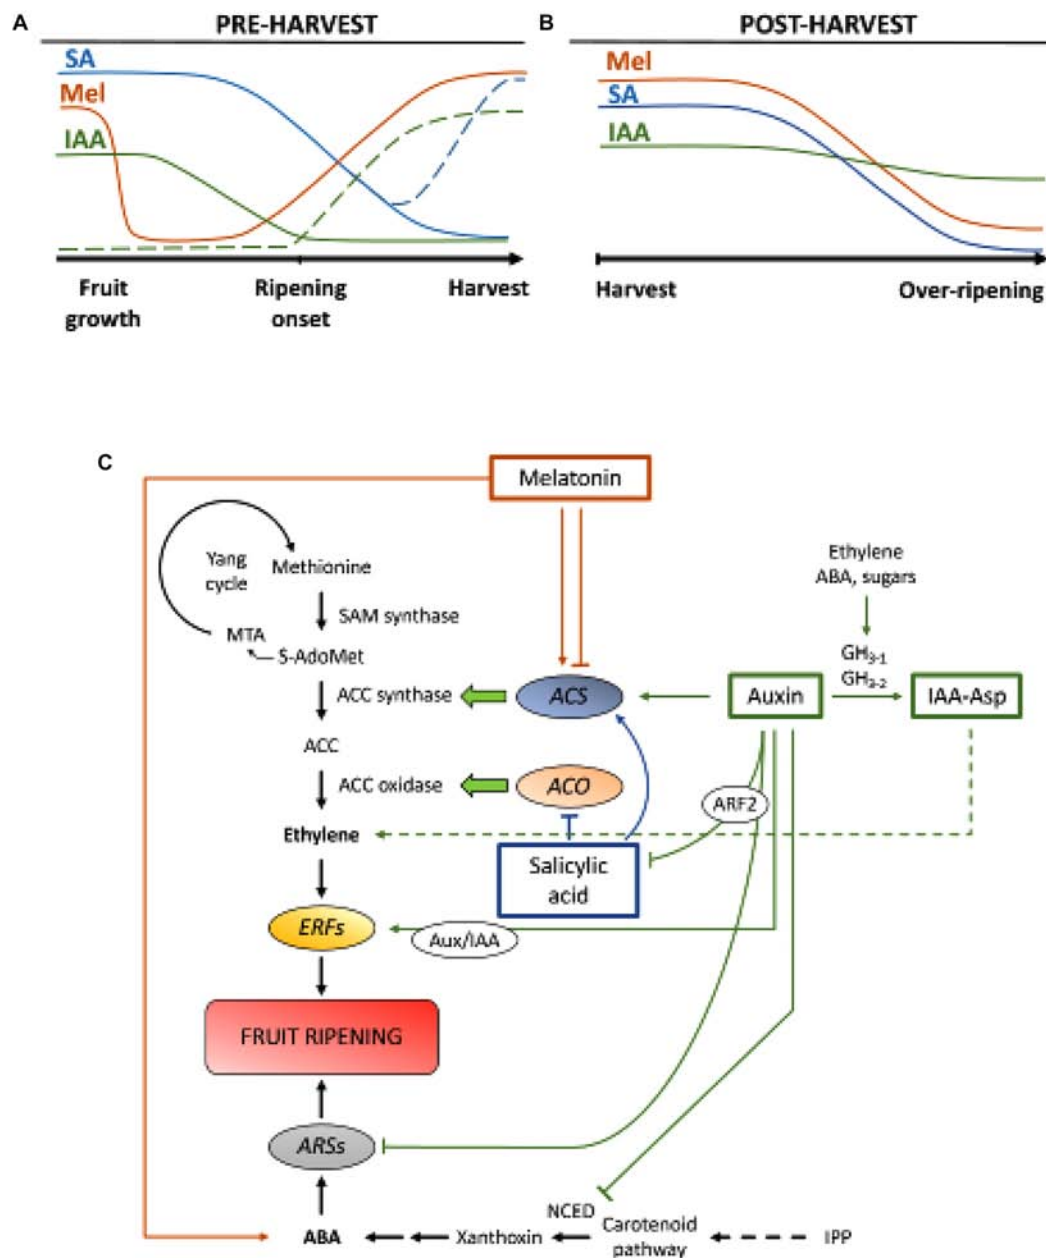 A
PRE-HARVEST
SA
Mel
IAA
Fruit
growth
Ripening
onset
Harvest
B
POST-HARVEST
Mel
SA
IAA
Harvest
Over-ripening
C
Melatonin
Yang
cycle
Methionine
SAM synthase
MTA
S-AdoMet
ACC synthase
ACS
ACC
ACC oxidase
ACO
Ethylene
Salicylic
acid
Ethylene
ABA, sugars
GH3-1
GH3-2
Auxin
IAA-Asp
ARF2
ERFs
Aux/IAA
FRUIT RIPENING
ARSs
ABA
Xanthoxin
NCED
Carotenoid
pathway
IPP